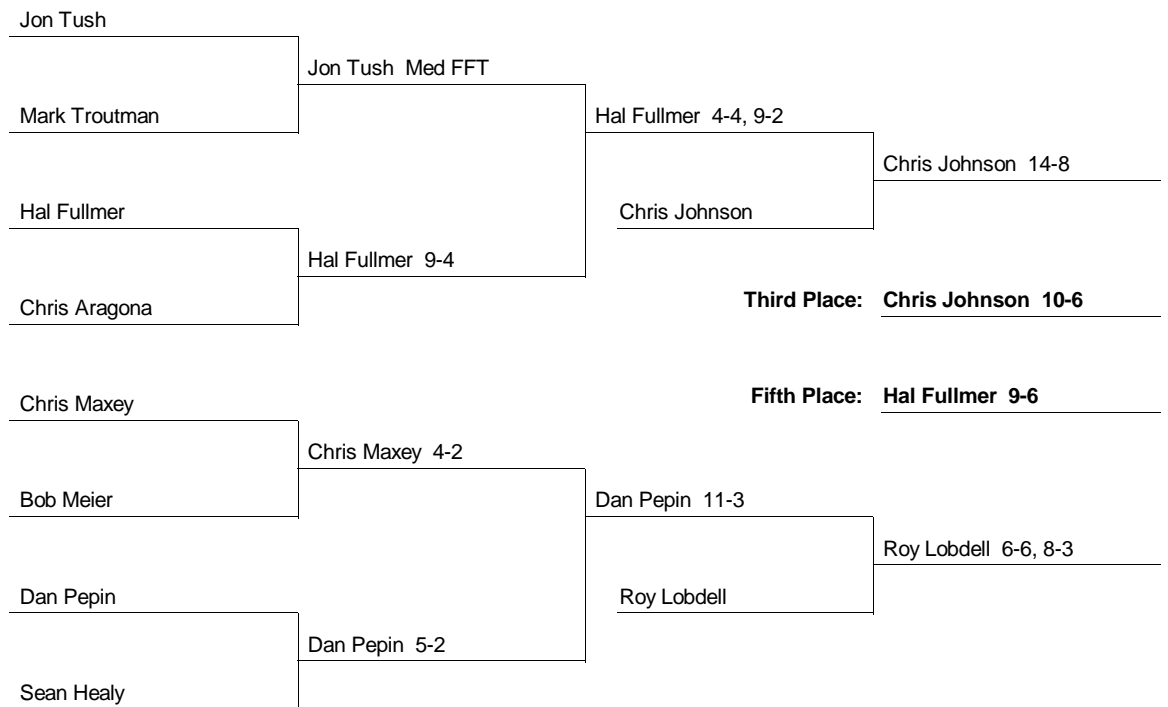 Jon Tush
Jon Tush Med FFT
Mark Troutman
Hal Fullmer 4-4, 9-2
Chris Johnson 14-8
Hal Fullmer
Chris Johnson
Hal Fullmer 9-4
Third Place: Chris Johnson 10-6
Chris Aragona
Fifth Place: Hal Fullmer 9-6
Chris Maxey
Chris Maxey 4-2
Bob Meier
Dan Pepin 11-3
Roy Lobdell 6-6, 8-3
Dan Pepin
Roy Lobdell
Dan Pepin 5-2
Sean Healy